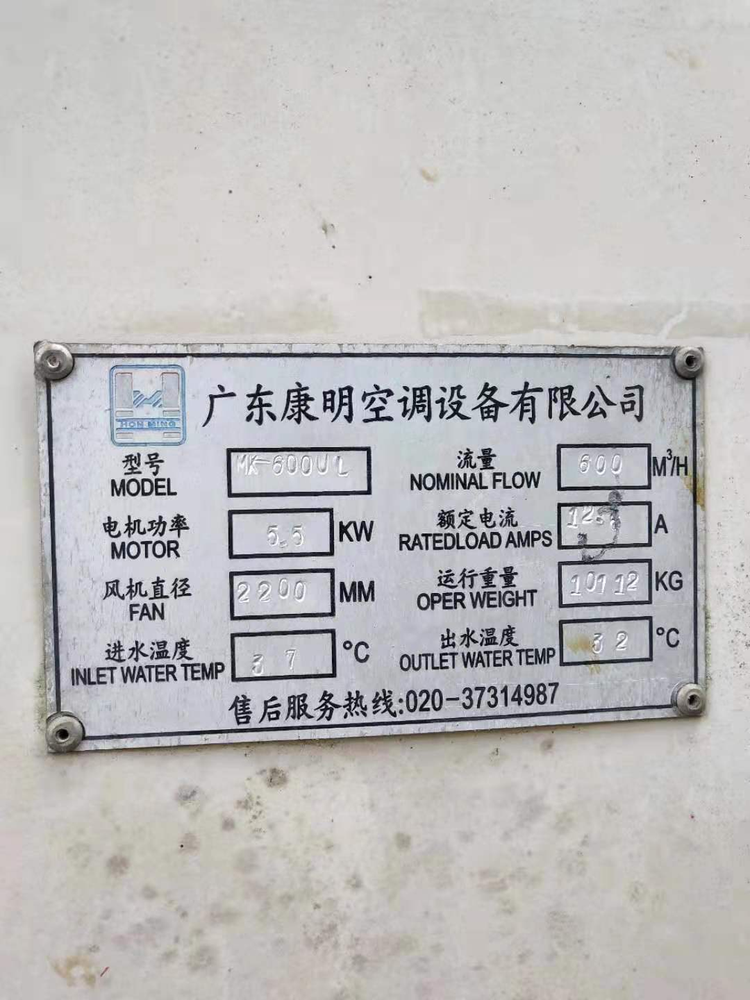 广东康明空调设备有限公司
HON MING
型号 MK-600UL 流量 600 M³/H
MODEL NOMINAL FLOW
电机功率 5.5 KW 额定电流 A
MOTOR RATEDLOAD AMPS
风机直径 2200 MM 运行重量 10112 KG
FAN OPER WEIGHT
进水温度 37 °C 出水温度 32 °C
INLET WATER TEMP OUTLET WATER TEMP
售后服务热线:020-37314987